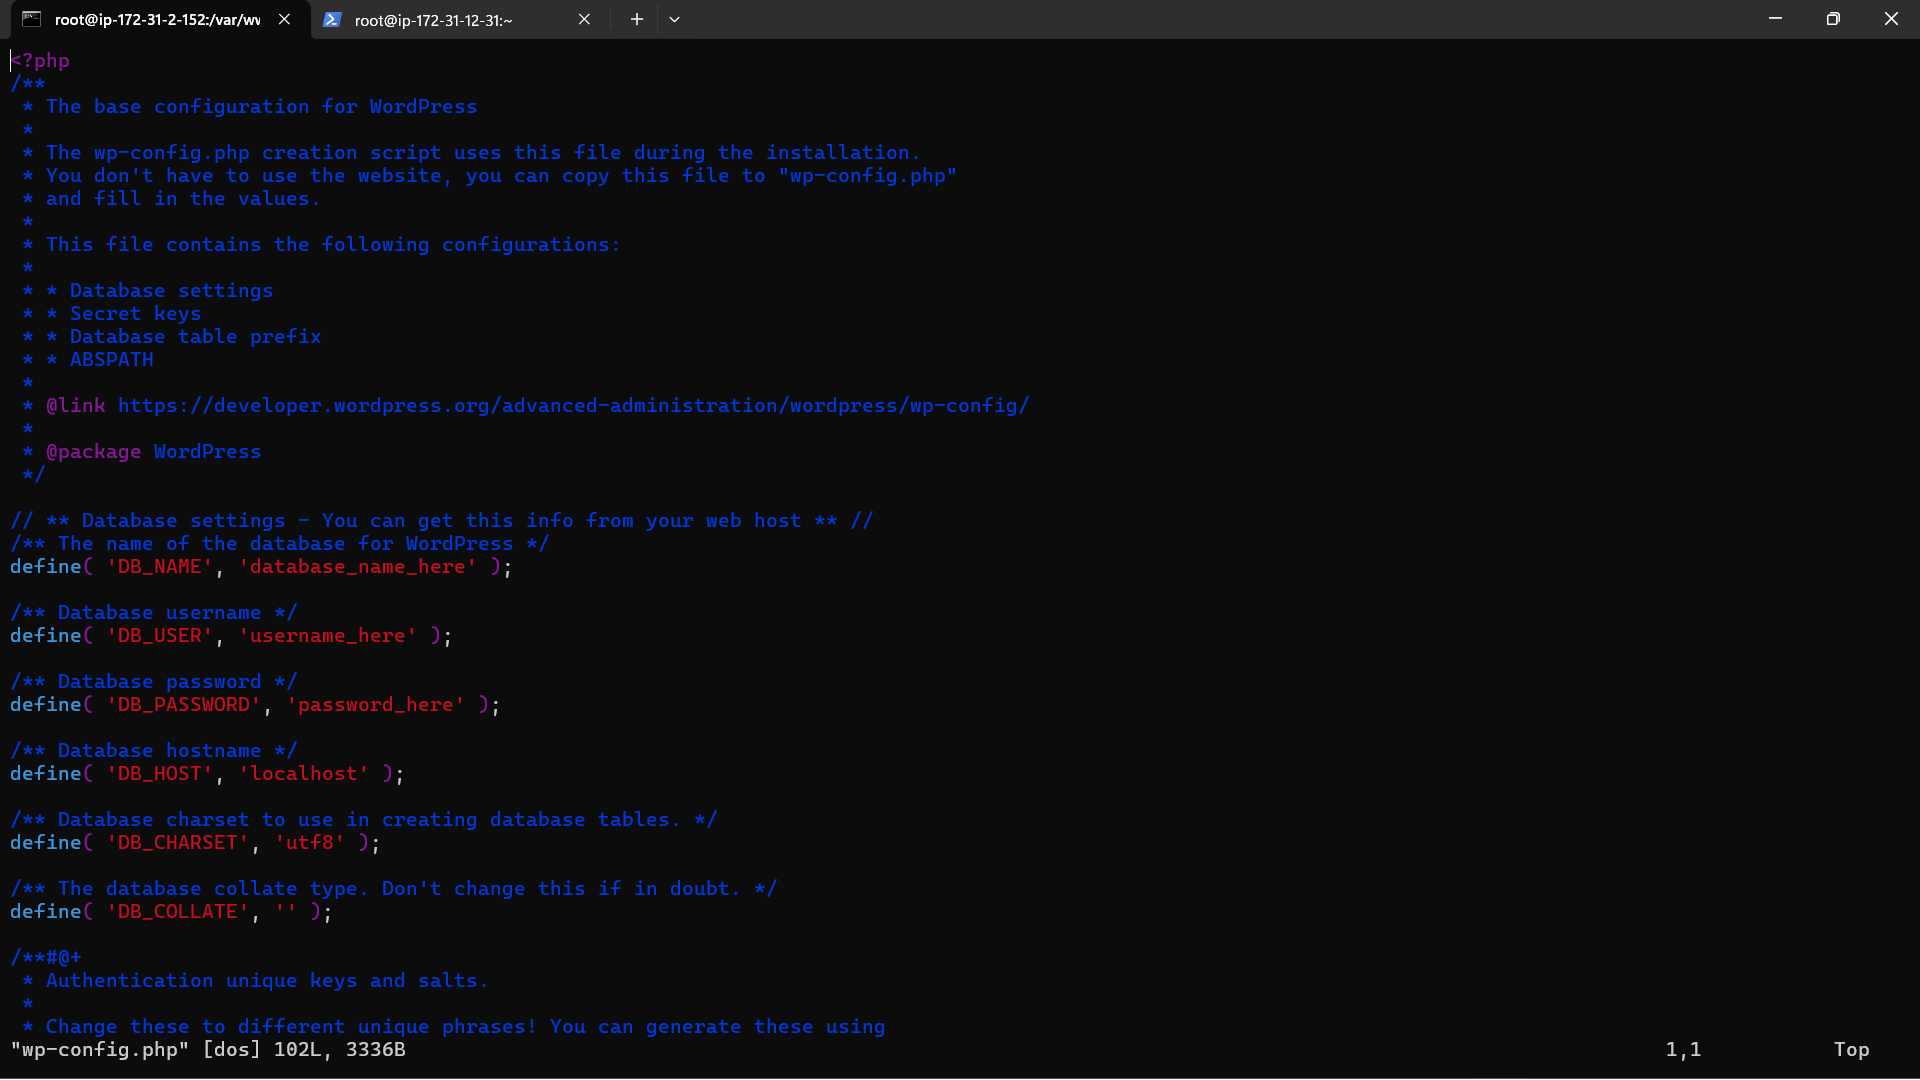 root@ip-172-31-2-152:/var/ww
root@ip-172-31-12-31:~
<?php
/**
 * The base configuration for WordPress
 *
 * The wp-config.php creation script uses this file during the installation.
 * You don't have to use the website, you can copy this file to "wp-config.php"
 * and fill in the values.
 *
 * This file contains the following configurations:
 *
 * * Database settings
 * * Secret keys
 * * Database table prefix
 * * ABSPATH
 *
 * @link https://developer.wordpress.org/advanced-administration/wordpress/wp-config/
 *
 * @package WordPress
 */

// ** Database settings - You can get this info from your web host ** //
/** The name of the database for WordPress */
define( 'DB_NAME', 'database_name_here' );

/** Database username */
define( 'DB_USER', 'username_here' );

/** Database password */
define( 'DB_PASSWORD', 'password_here' );

/** Database hostname */
define( 'DB_HOST', 'localhost' );

/** Database charset to use in creating database tables. */
define( 'DB_CHARSET', 'utf8' );

/** The database collate type. Don't change this if in doubt. */
define( 'DB_COLLATE', '' );

/**#@+
 * Authentication unique keys and salts.
 *
 * Change these to different unique phrases! You can generate these using
"wp-config.php" [dos] 102L, 3336B 1,1 Top